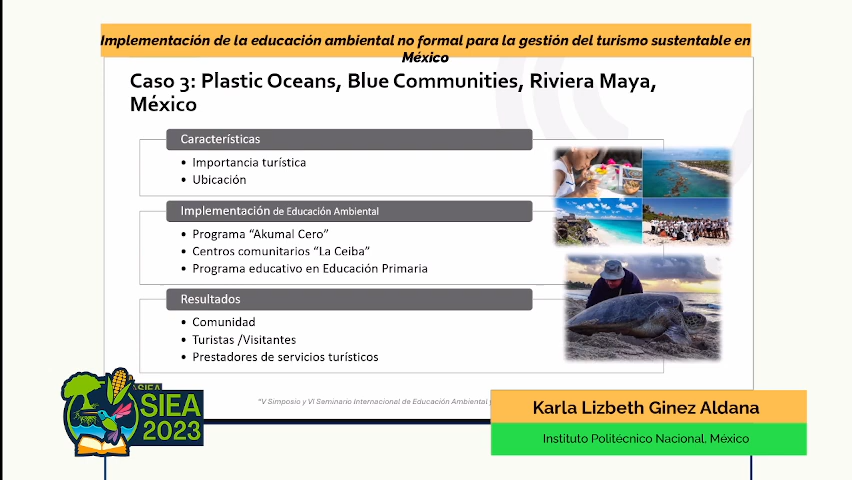 Implementación de la educación ambiental no formal para la gestión del turismo sustentable en
México
Caso 3: Plastic Oceans, Blue Communities, Riviera Maya,
México
Características
• Importancia turística
• Ubicación
Implementación de Educación Ambiental
• Programa “Akumal Cero”
• Centros comunitarios “La Ceiba”
• Programa educativo en Educación Primaria
Resultados
• Comunidad
• Turistas /Visitantes
• Prestadores de servicios turísticos
"V Simposio y VI Seminario Internacional de Educación Ambiental
SIEA
SIEA
2023
Karla Lizbeth Ginez Aldana
Instituto Politécnico Nacional, México